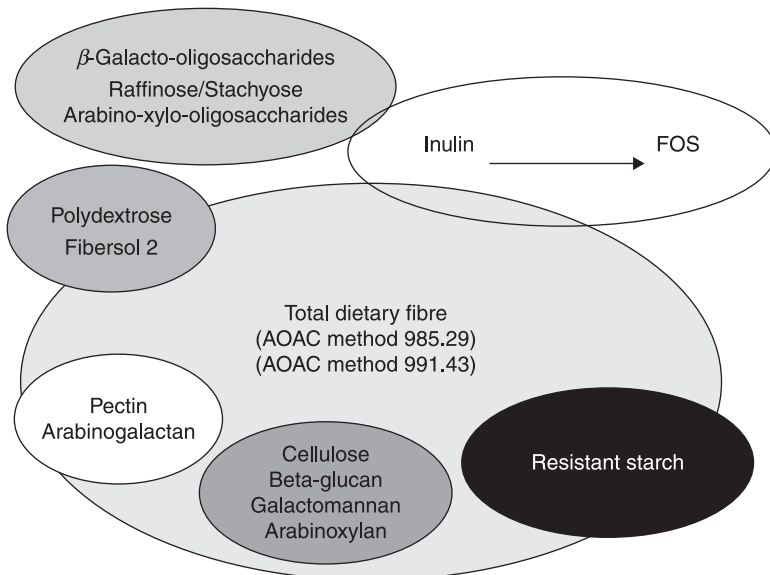 β-Galacto-oligosaccharides
Raffinose/Stachyose
Arabino-xylo-oligosaccharides
Inulin
FOS
Polydextrose
Fibersol 2
Total dietary fibre
(AOAC method 985.29)
(AOAC method 991.43)
Pectin
Arabinogalactan
Cellulose
Beta-glucan
Galactomannan
Arabinoxylan
Resistant starch